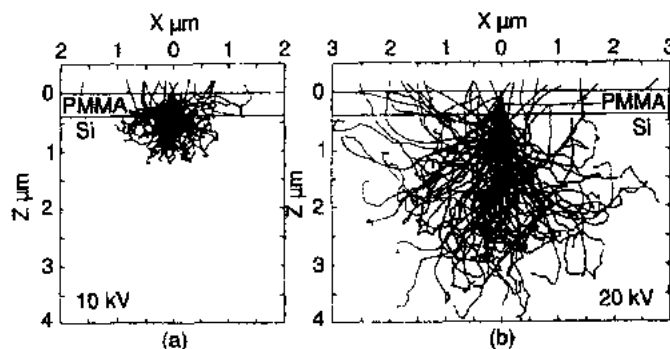 X µm
2 1 0 1 2
0
PMMA
Si
1
2
3
4
Z µm
10 kV
(a)
X µm
3 2 1 0 1 2 3
0
PMMA
Si
1
2
3
4
Z µm
20 kV
(b)